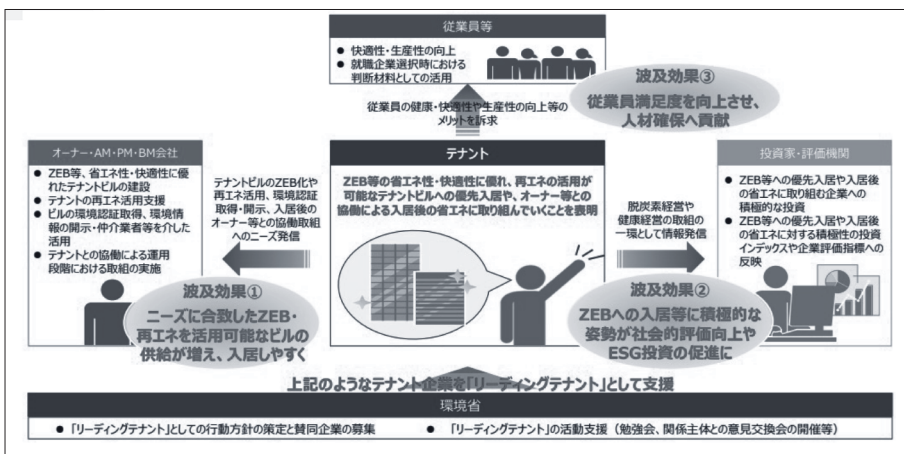 従業員等
● 快適性・生産性の向上
● 就職企業選択時における
判断材料としての活用
波及効果③
従業員満足度を向上させ、
人材確保へ貢献
従業員の健康・快適性や生産性の向上等の
メリットを訴求
オーナー・AM・PM・BM会社
● ZEB等、省エネ性・快適性に優
れたテナントビルの建設
● テナントの再エネ活用支援
● ビルの環境認証取得、環境情
報の開示・仲介業者等を介した
活用
● テナントとの協働による運用
段階における取組の実施
テナントビルのZEB化や
再エネ活用、環境認証
取得・開示、入居後の
オーナー等との協働取組
へのニーズ発信
波及効果①
ニーズに合致したZEB・
再エネを活用可能なビルの
供給が増え、入居しやすく
テナント
ZEB等の省エネ性・快適性に優れ、再エネの活用が
可能なテナントビルへの優先入居や、オーナー等との
協働による入居後の省エネに取り組んでいくことを表明
脱炭素経営や
健康経営の取組の
一環として情報発信
波及効果②
ZEBへの入居等に積極的な
姿勢が社会的評価向上や
ESG投資の促進に
投資家・評価機関
● ZEB等への優先入居や入居後
の省エネに取り組む企業への
積極的な投資
● ZEB等への優先入居や入居後
の省エネに対する積極性の投資
インデックスや企業評価指標への
反映
上記のようなテナント企業を「リーディングテナント」として支援
環境省
● 「リーディングテナント」としての行動方針の策定と賛同企業の募集
● 「リーディングテナント」の活動支援（勉強会、関係主体との意見交換会の開催等）